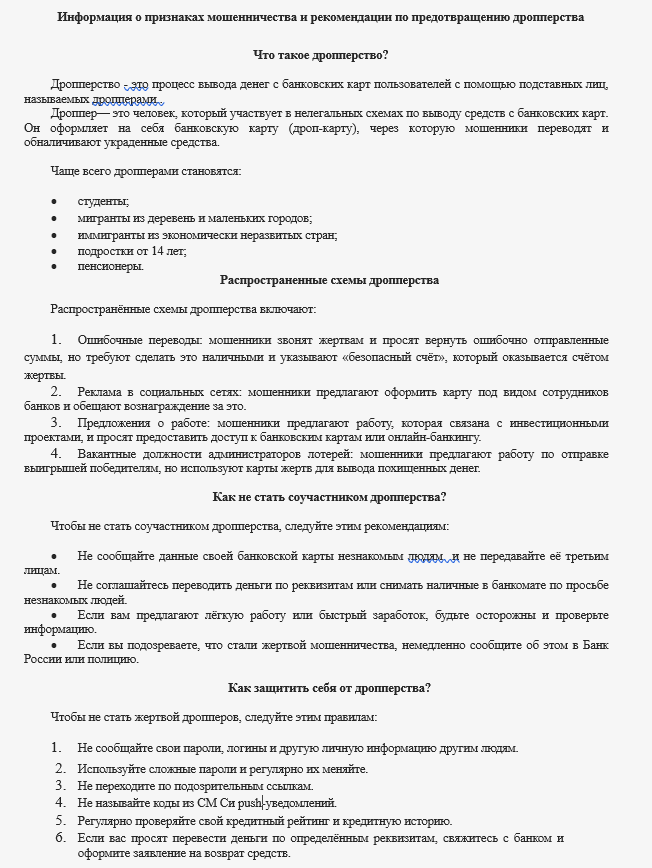 Информация о признаках мошенничества и рекомендации по предотвращению дропперства
Что такое дропперство?
Дропперство - это процесс вывода денег с банковских карт пользователей с помощью подставных лиц,
называемых дропперами.
Дроппер— это человек, который участвует в нелегальных схемах по выводу средств с банковских карт.
Он оформляет на себя банковскую карту (дроп-карту), через которую мошенники переводят и
обналичивают украденные средства.
Чаще всего дропперами становятся:
• студенты;
• мигранты из деревень и маленьких городов;
• иммигранты из экономически неразвитых стран;
• подростки от 14 лет;
• пенсионеры.
Распространенные схемы дропперства
Распространённые схемы дропперства включают:
1. Ошибочные переводы: мошенники звонят жертвам и просят вернуть ошибочно отправленные
суммы, но требуют сделать это наличными и указывают «безопасный счёт», который оказывается счётом
жертвы.
2. Реклама в социальных сетях: мошенники предлагают оформить карту под видом сотрудников
банков и обещают вознаграждение за это.
3. Предложения о работе: мошенники предлагают работу, которая связана с инвестиционными
проектами, и просят предоставить доступ к банковским картам или онлайн-банкингу.
4. Вакантные должности администраторов лотерей: мошенники предлагают работу по отправке
выигрышей победителям, но используют карты жертв для вывода похищенных денег.
Как не стать соучастником дропперства?
Чтобы не стать соучастником дропперства, следуйте этим рекомендациям:
• Не сообщайте данные своей банковской карты незнакомым людям, и не передавайте её третьим
лицам.
• Не соглашайтесь переводить деньги по реквизитам или снимать наличные в банкомате по просьбе
незнакомых людей.
• Если вам предлагают лёгкую работу или быстрый заработок, будьте осторожны и проверьте
информацию.
• Если вы подозреваете, что стали жертвой мошенничества, немедленно сообщите об этом в Банк
России или полицию.
Как защитить себя от дропперства?
Чтобы не стать жертвой дропперов, следуйте этим правилам:
1. Не сообщайте свои пароли, логины и другую личную информацию другим людям.
2. Используйте сложные пароли и регулярно их меняйте.
3. Не переходите по подозрительным ссылкам.
4. Не называйте коды из СМ Си push-уведомлений.
5. Регулярно проверяйте свой кредитный рейтинг и кредитную историю.
6. Если вас просят перевести деньги по определённым реквизитам, свяжитесь с банком и
оформите заявление на возврат средств.